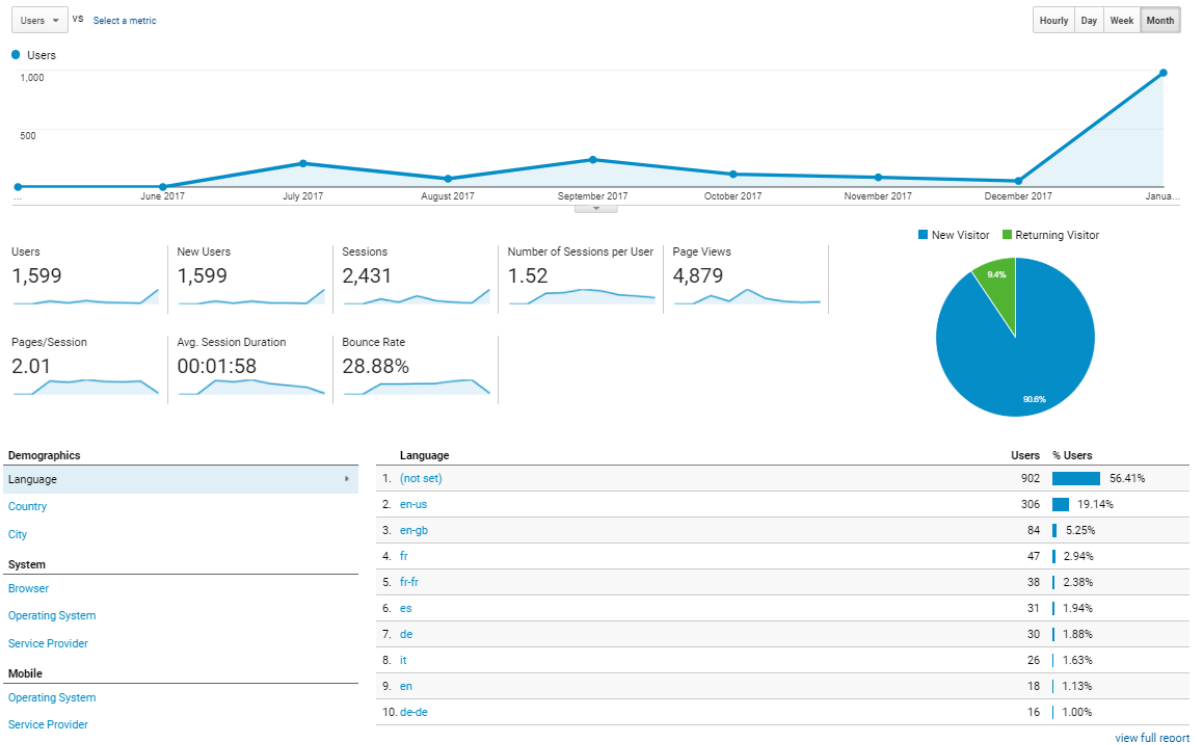 Users vs Select a metric Hourly Day Week Month
Users
1,000
500
... June 2017 July 2017 August 2017 September 2017 October 2017 November 2017 December 2017 Janua...
New Visitor Returning Visitor
Users New Users Sessions Number of Sessions per User Page Views
1,599 1,599 2,431 1.52 4,879
9.4%
Pages/Session Avg. Session Duration Bounce Rate
2.01 00:01:58 28.88%
90.6%
Demographics
Language
Country
City
System
Browser
Operating System
Service Provider
Mobile
Operating System
Service Provider
Language Users % Users
1. (not set) 902 56.41%
2. en-us 306 19.14%
3. en-gb 84 5.25%
4. fr 47 2.94%
5. fr-fr 38 2.38%
6. es 31 1.94%
7. de 30 1.88%
8. it 26 1.63%
9. en 18 1.13%
10. de-de 16 1.00%
view full report